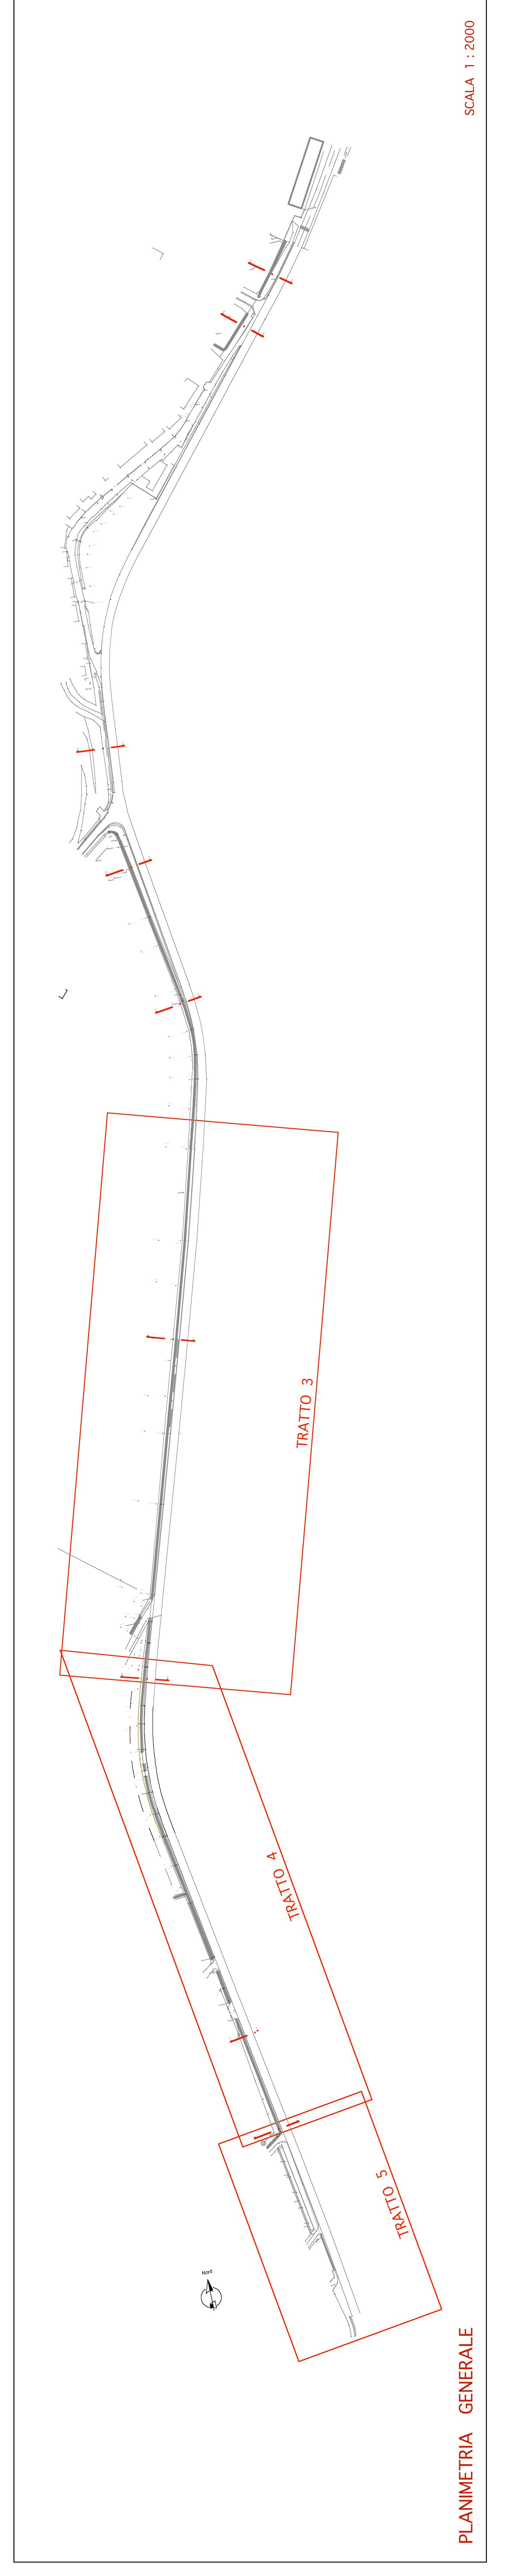 SCALA 1 : 2000
TRATTO 3
TRATTO 4
TRATTO 5
Nord
PLANIMETRIA GENERALE